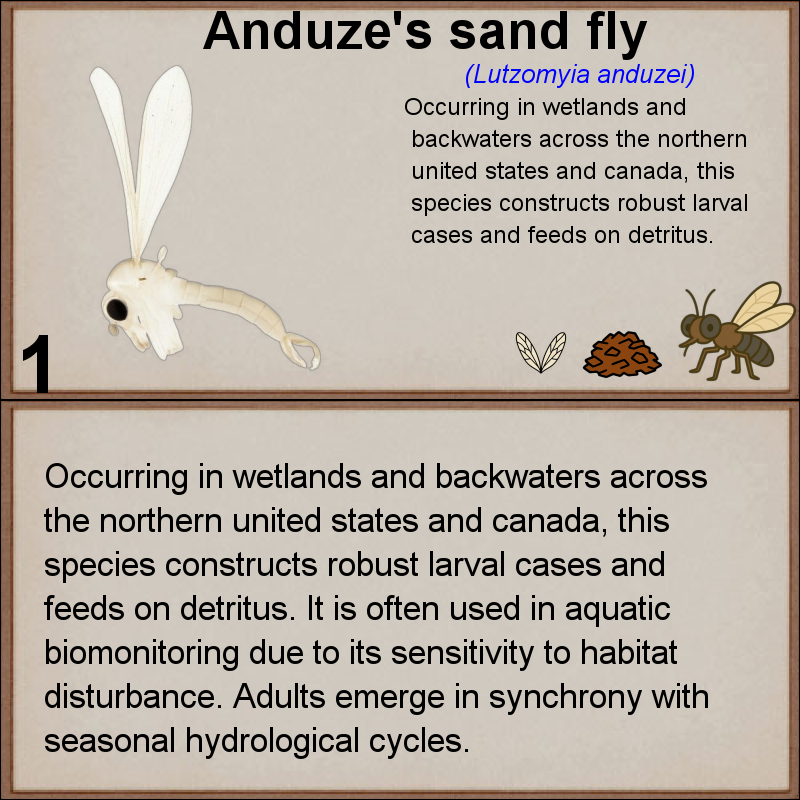 Anduze's sand fly
(Lutzomyia anduzei)
Occurring in wetlands and
backwaters across the northern
united states and canada, this
species constructs robust larval
cases and feeds on detritus.
1
Occurring in wetlands and backwaters across
the northern united states and canada, this
species constructs robust larval cases and
feeds on detritus. It is often used in aquatic
biomonitoring due to its sensitivity to habitat
disturbance. Adults emerge in synchrony with
seasonal hydrological cycles.